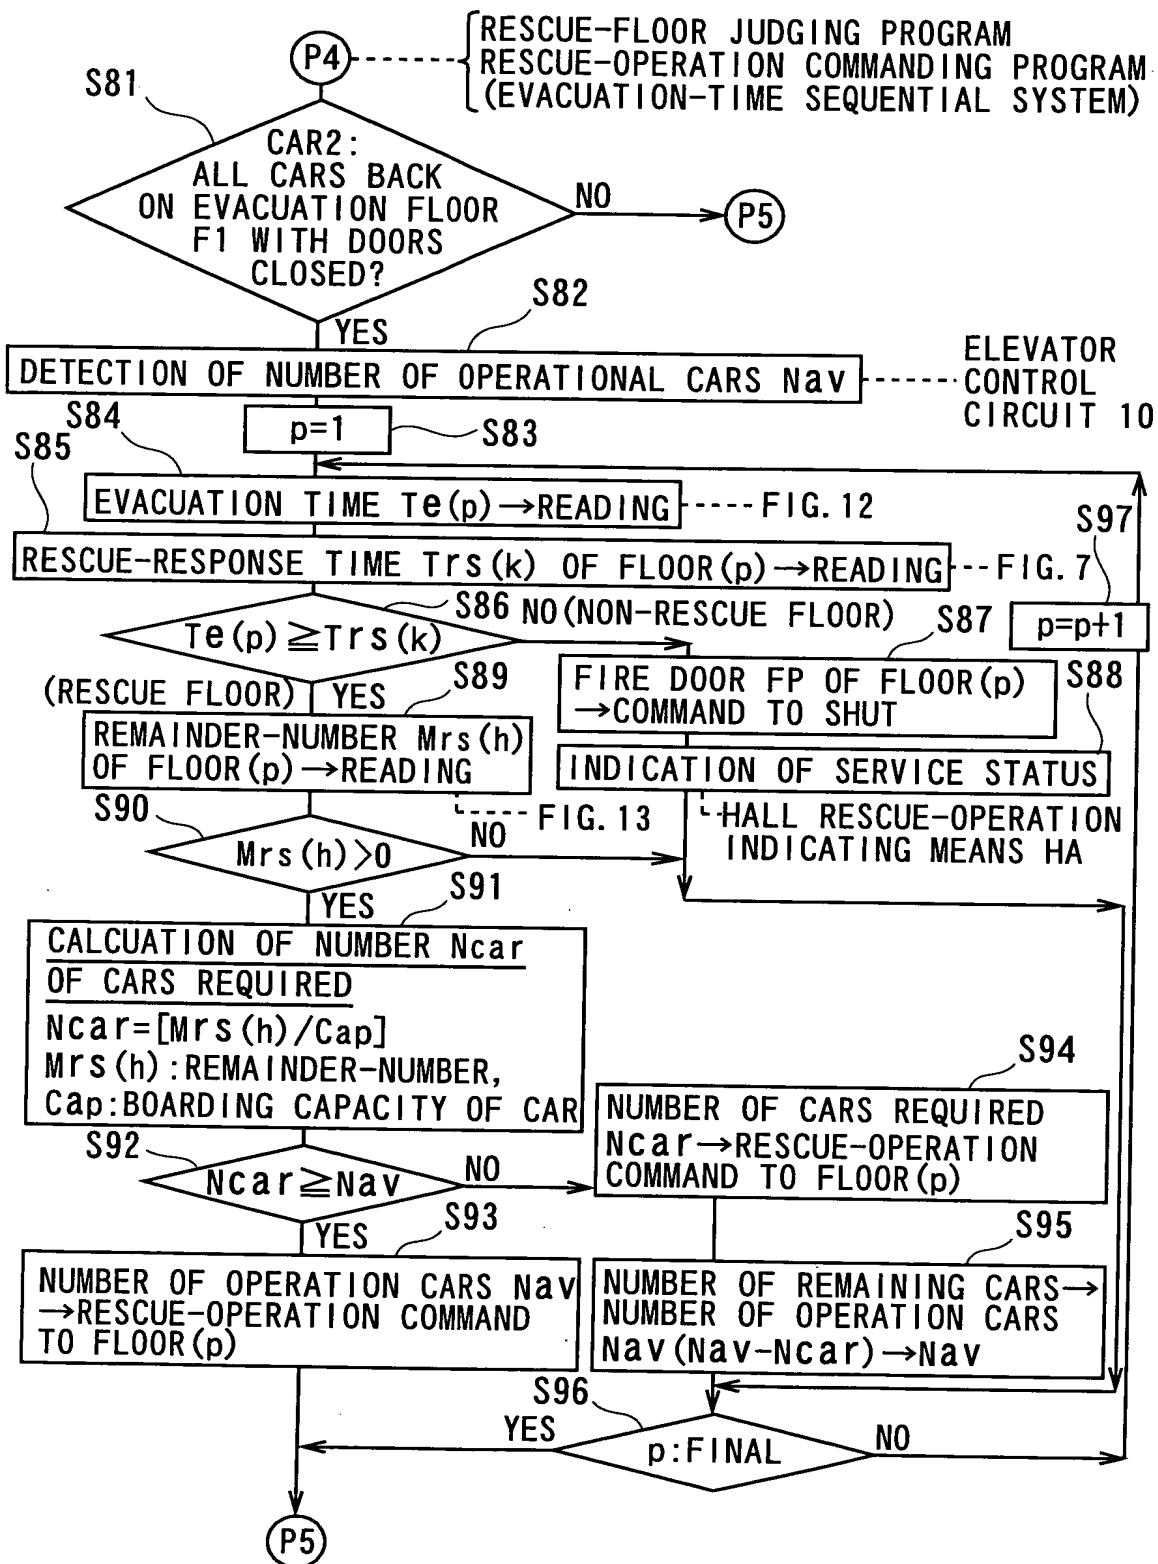 P4
RESCUE-FLOOR JUDGING PROGRAM
RESCUE-OPERATION COMMANDING PROGRAM
(EVACUATION-TIME SEQUENTIAL SYSTEM)
S81
CAR2:
ALL CARS BACK
ON EVACUATION FLOOR
F1 WITH DOORS
CLOSED?
NO
P5
YES
S82
DETECTION OF NUMBER OF OPERATIONAL CARS Nav
ELEVATOR
CONTROL
CIRCUIT 10
p=1
S83
S84
EVACUATION TIME Te(p)→READING
FIG. 12
S85
RESCUE-RESPONSE TIME Trs(k) OF FLOOR(p)→READING
FIG. 7
S97
p=p+1
S86
Te(p)≧Trs(k)
NO(NON-RESCUE FLOOR)
S87
FIRE DOOR FP OF FLOOR(p)
→COMMAND TO SHUT
S88
INDICATION OF SERVICE STATUS
HALL RESCUE-OPERATION
INDICATING MEANS HA
(RESCUE FLOOR)
YES
S89
REMAINDER-NUMBER Mrs(h)
OF FLOOR(p)→READING
FIG. 13
S90
Mrs(h)>0
NO
YES
S91
CALCUATION OF NUMBER Ncar
OF CARS REQUIRED
Ncar=[Mrs(h)/Cap]
Mrs(h):REMAINDER-NUMBER,
Cap:BOARDING CAPACITY OF CAR
S92
Ncar≧Nav
NO
YES
S94
NUMBER OF CARS REQUIRED
Ncar→RESCUE-OPERATION
COMMAND TO FLOOR(p)
S93
NUMBER OF OPERATION CARS Nav
→RESCUE-OPERATION COMMAND
TO FLOOR(p)
S95
NUMBER OF REMAINING CARS→
NUMBER OF OPERATION CARS
Nav(Nav-Ncar)→Nav
S96
p:FINAL
YES
NO
P5